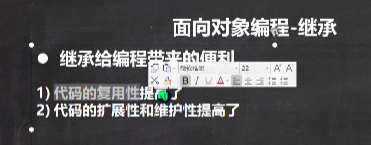 面向对象编程-继承
● 继承给编程带来的便利
22
B I U A
1) 代码的复用性提高了
2) 代码的扩展性和维护性提高了